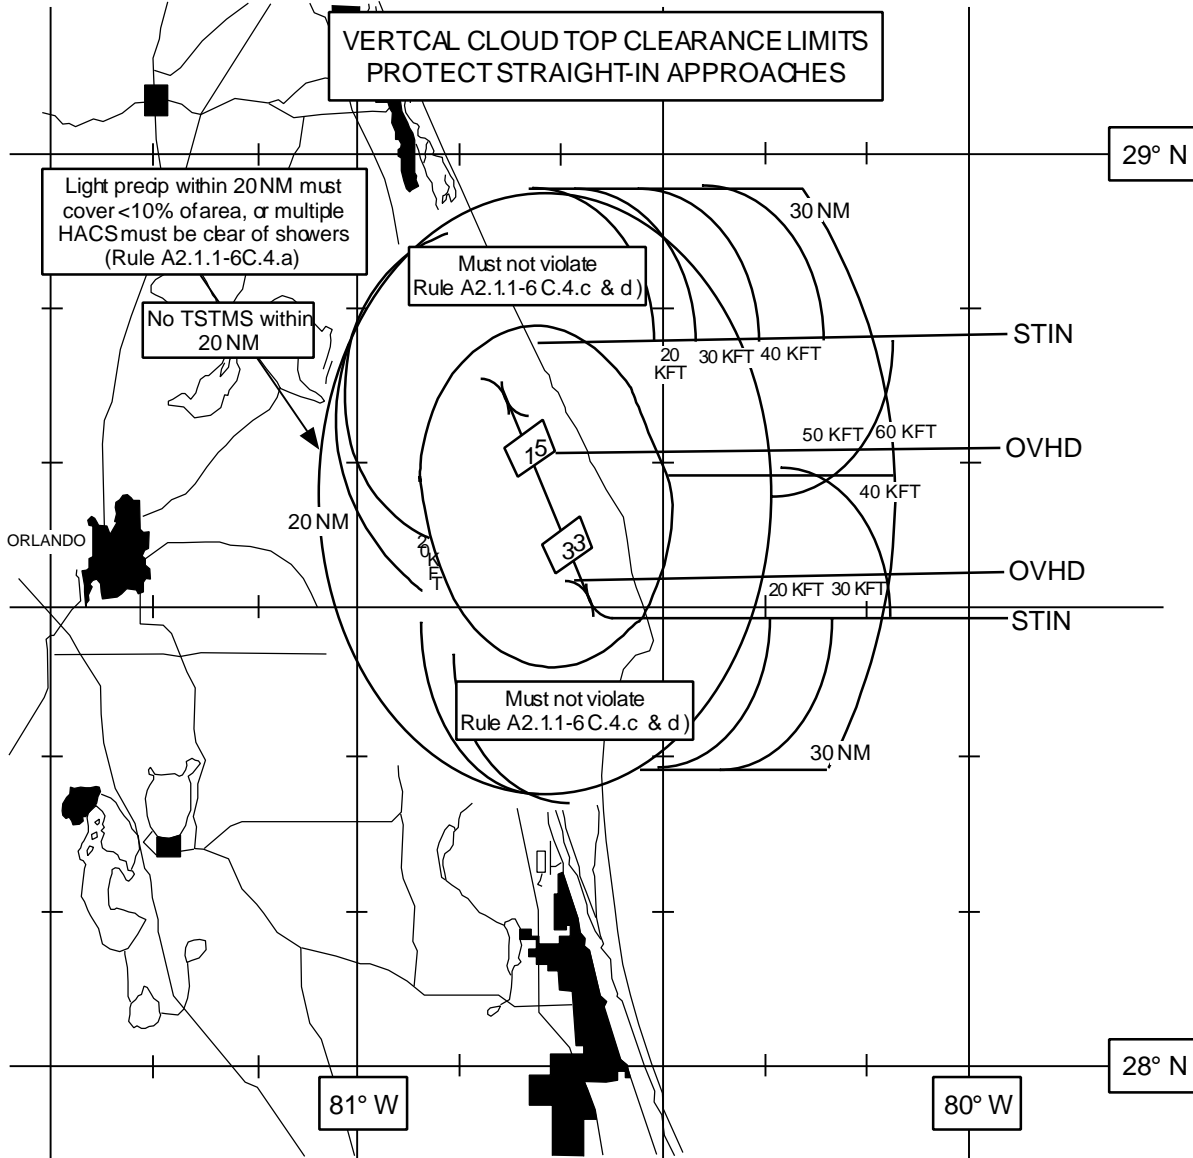 VERTCAL CLOUD TOP CLEARANCE LIMITS
PROTECT STRAIGHT-IN APPROACHES
29° N
Light precip within 20 NM must
cover <10% of area, or multiple
HACS must be clear of showers
(Rule A2.1.1-6C.4.a)
30 NM
Must not violate
Rule A2.1.1-6 C.4.c & d)
No TSTMS within
20 NM
STIN
20
KFT
30 KFT
40 KFT
50 KFT
60 KFT
OVHD
15
40 KFT
20 NM
ORLANDO
20 KFT
33
OVHD
20 KFT
30 KFT
STIN
Must not violate
Rule A2.1.1-6 C.4.c & d)
30 NM
28° N
81° W
80° W